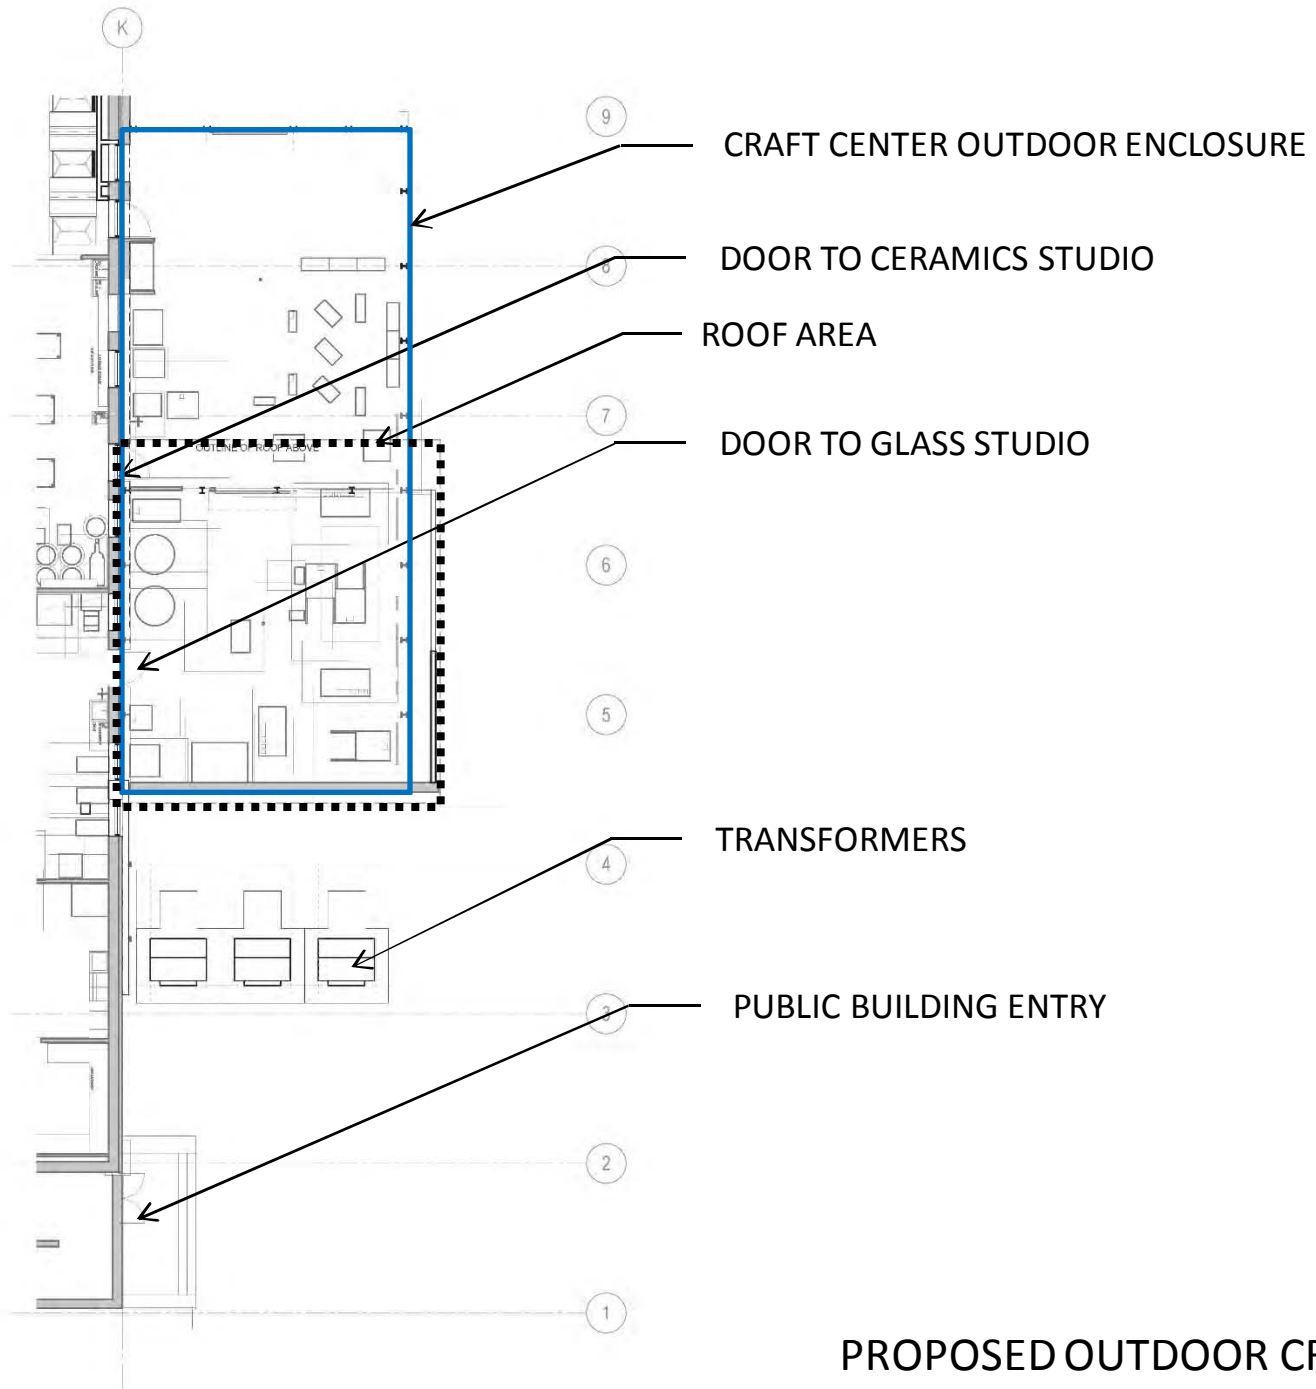 K
9
CRAFT CENTER OUTDOOR ENCLOSURE
DOOR TO CERAMICS STUDIO
8
ROOF AREA
7
DOOR TO GLASS STUDIO
OUTLINE OF ROOF ABOVE
6
5
TRANSFORMERS
4
PUBLIC BUILDING ENTRY
3
2
1
PROPOSED OUTDOOR